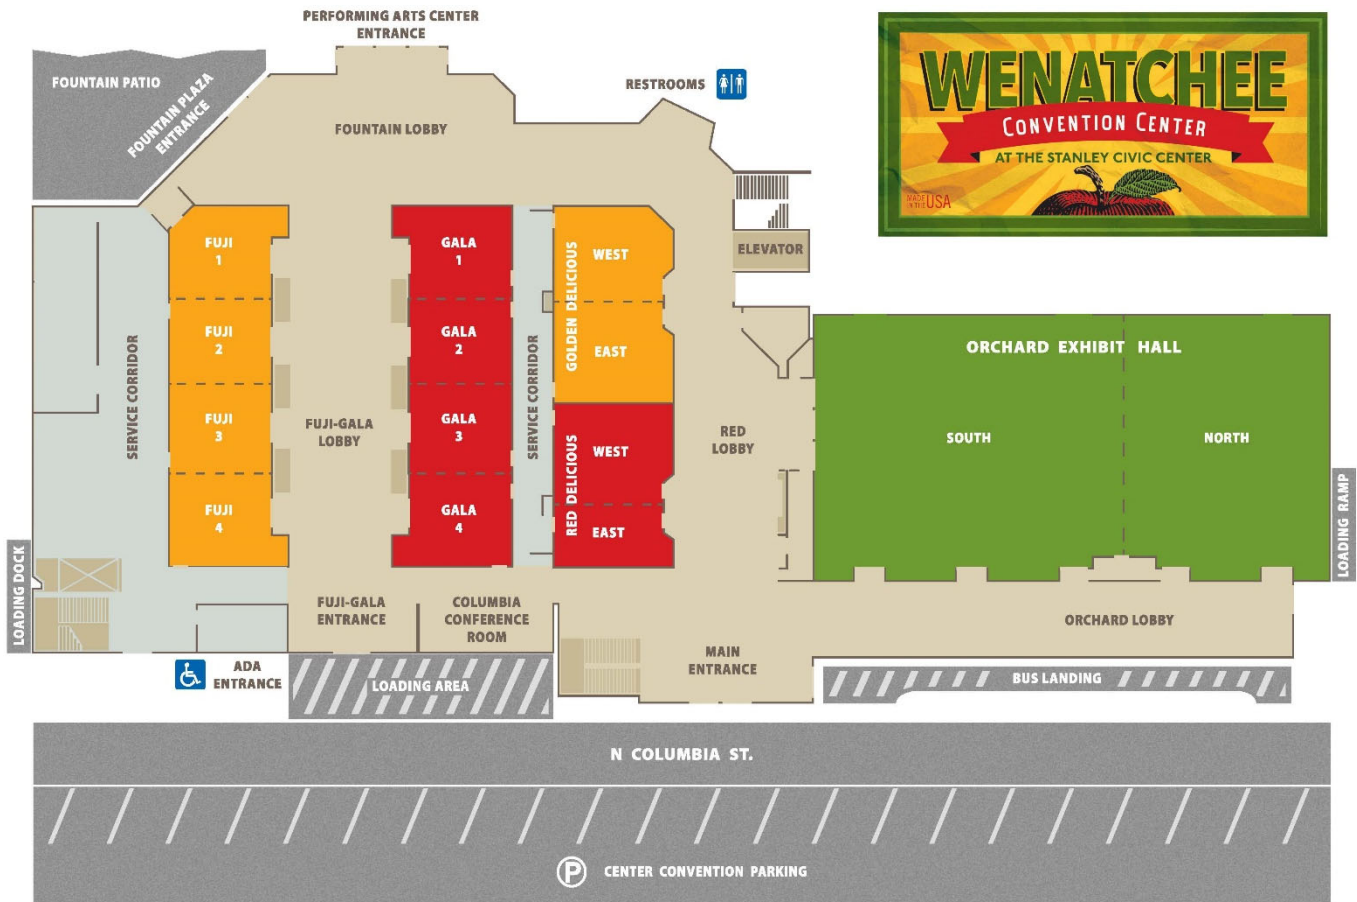 PERFORMING ARTS CENTER
ENTRANCE
FOUNTAIN PATIO
FOUNTAIN PLAZA
ENTRANCE
RESTROOMS
FOUNTAIN LOBBY
WENATCHEE
CONVENTION CENTER
AT THE STANLEY CIVIC CENTER
MADE
IN THE USA
FUJI
1
GALA
1
WEST
ELEVATOR
GOLDEN DELICIOUS
FUJI
2
GALA
2
EAST
ORCHARD EXHIBIT HALL
SERVICE CORRIDOR
SERVICE CORRIDOR
FUJI
3
FUJI-GALA
LOBBY
GALA
3
WEST
RED
LOBBY
SOUTH
NORTH
RED DELICIOUS
FUJI
4
GALA
4
EAST
LOADING RAMP
LOADING DOCK
FUJI-GALA
ENTRANCE
COLUMBIA
CONFERENCE
ROOM
ORCHARD LOBBY
MAIN
ENTRANCE
ADA
ENTRANCE
LOADING AREA
BUS LANDING
N COLUMBIA ST.
P CENTER CONVENTION PARKING